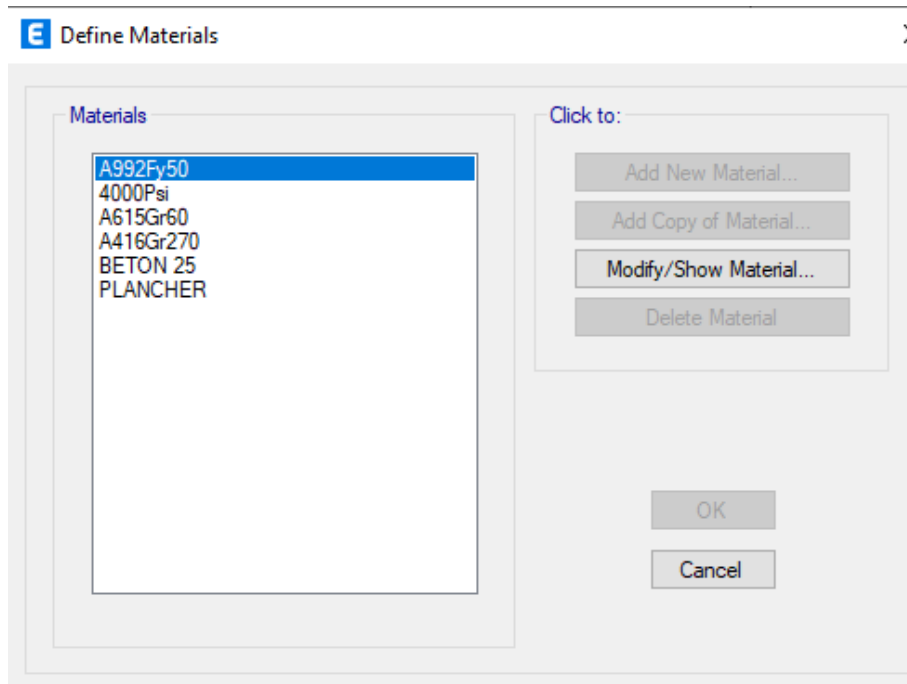 E Define Materials
Materials
A992Fy50
4000Psi
A615Gr60
A416Gr270
BETON 25
PLANCHER
Click to:
Add New Material...
Add Copy of Material...
Modify/Show Material...
Delete Material
OK
Cancel